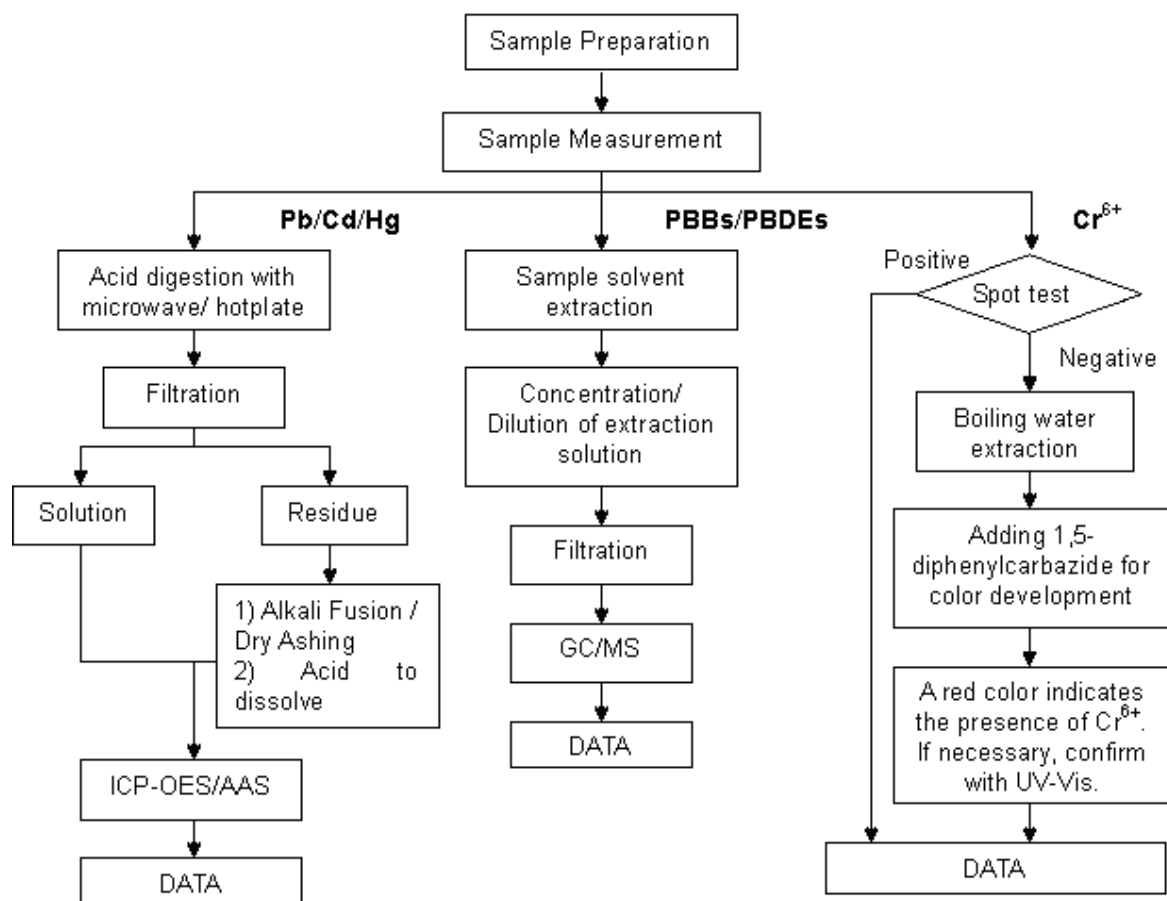 Sample Preparation
Sample Measurement
Pb/Cd/Hg
PBBs/PBDEs
Cr⁶⁺
Acid digestion with
microwave/ hotplate
Filtration
Solution
Residue
1) Alkali Fusion /
Dry Ashing
2) Acid to
dissolve
ICP-OES/AAS
DATA
Sample solvent
extraction
Concentration/
Dilution of extraction
solution
Filtration
GC/MS
DATA
Positive
Spot test
Negative
Boiling water
extraction
Adding 1,5-
diphenylcarbazide for
color development
A red color indicates
the presence of Cr⁶⁺.
If necessary, confirm
with UV-Vis.
DATA